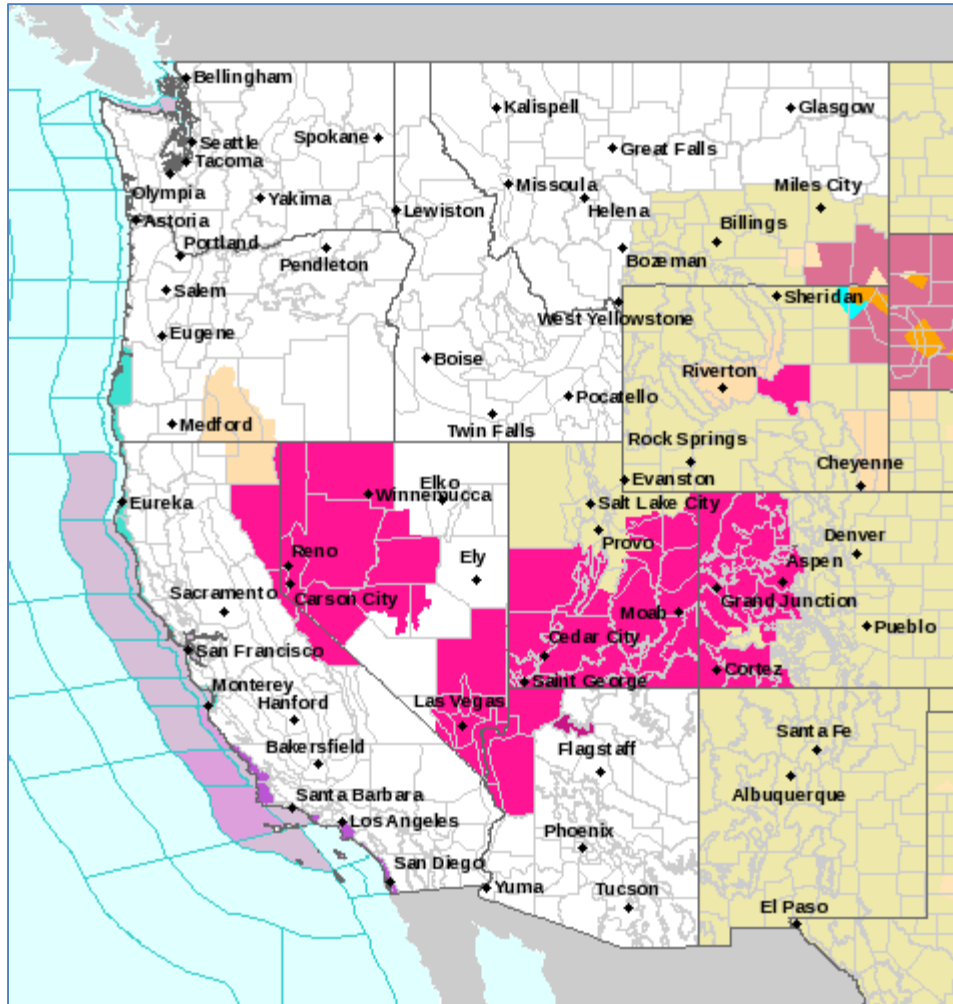 Bellingham
Kalispell
Glasgow
Seattle
Spokane
Great Falls
Tacoma
Missoula
Miles City
Olympia
Yakima
Lewiston
Helena
Astoria
Billings
Portland
Pendleton
Bozeman
Salem
Sheridan
West Yellowstone
Eugene
Boise
Riverton
Pocatello
Medford
Twin Falls
Rock Springs
Cheyenne
Elko
Evanston
Winnemucca
Eureka
Salt Lake City
Denver
Provo
Reno
Ely
Aspen
Sacramento
Carson City
Moab
Grand Junction
Pueblo
San Francisco
Cedar City
Cortez
Saint George
Monterey
Hanford
Las Vegas
Santa Fe
Bakersfield
Flagstaff
Albuquerque
Santa Barbara
Los Angeles
Phoenix
San Diego
Yuma
Tucson
El Paso